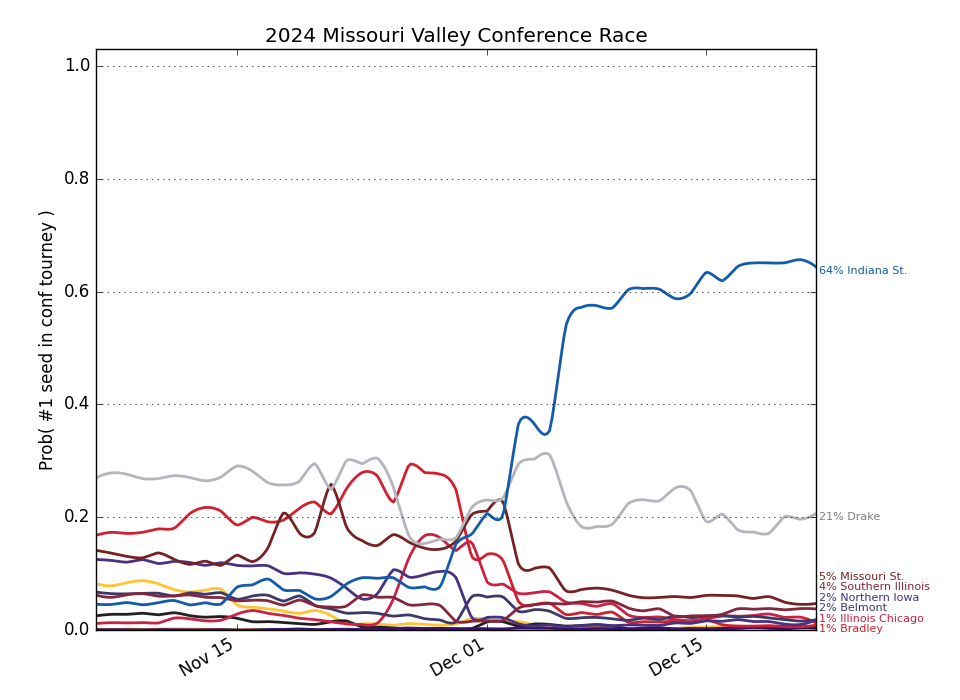 2024 Missouri Valley Conference Race
Prob( #1 seed in conf tourney )
1.0
0.8
0.6
0.4
0.2
0.0
Nov 15
Dec 01
Dec 15
64% Indiana St.
21% Drake
5% Missouri St.
4% Southern Illinois
2% Northern Iowa
2% Belmont
1% Illinois Chicago
1% Bradley